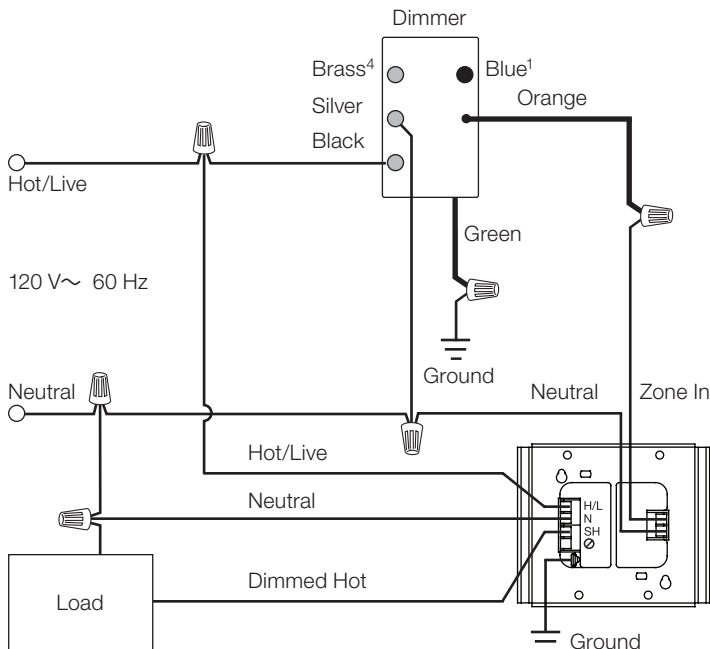 Dimmer
Brass4
Blue1
Orange
Silver
Black
Hot/Live
Green
120 V~ 60 Hz
Ground
Neutral
Neutral
Zone In
Hot/Live
H/L
N
SH
Neutral
Dimmed Hot
Load
Ground